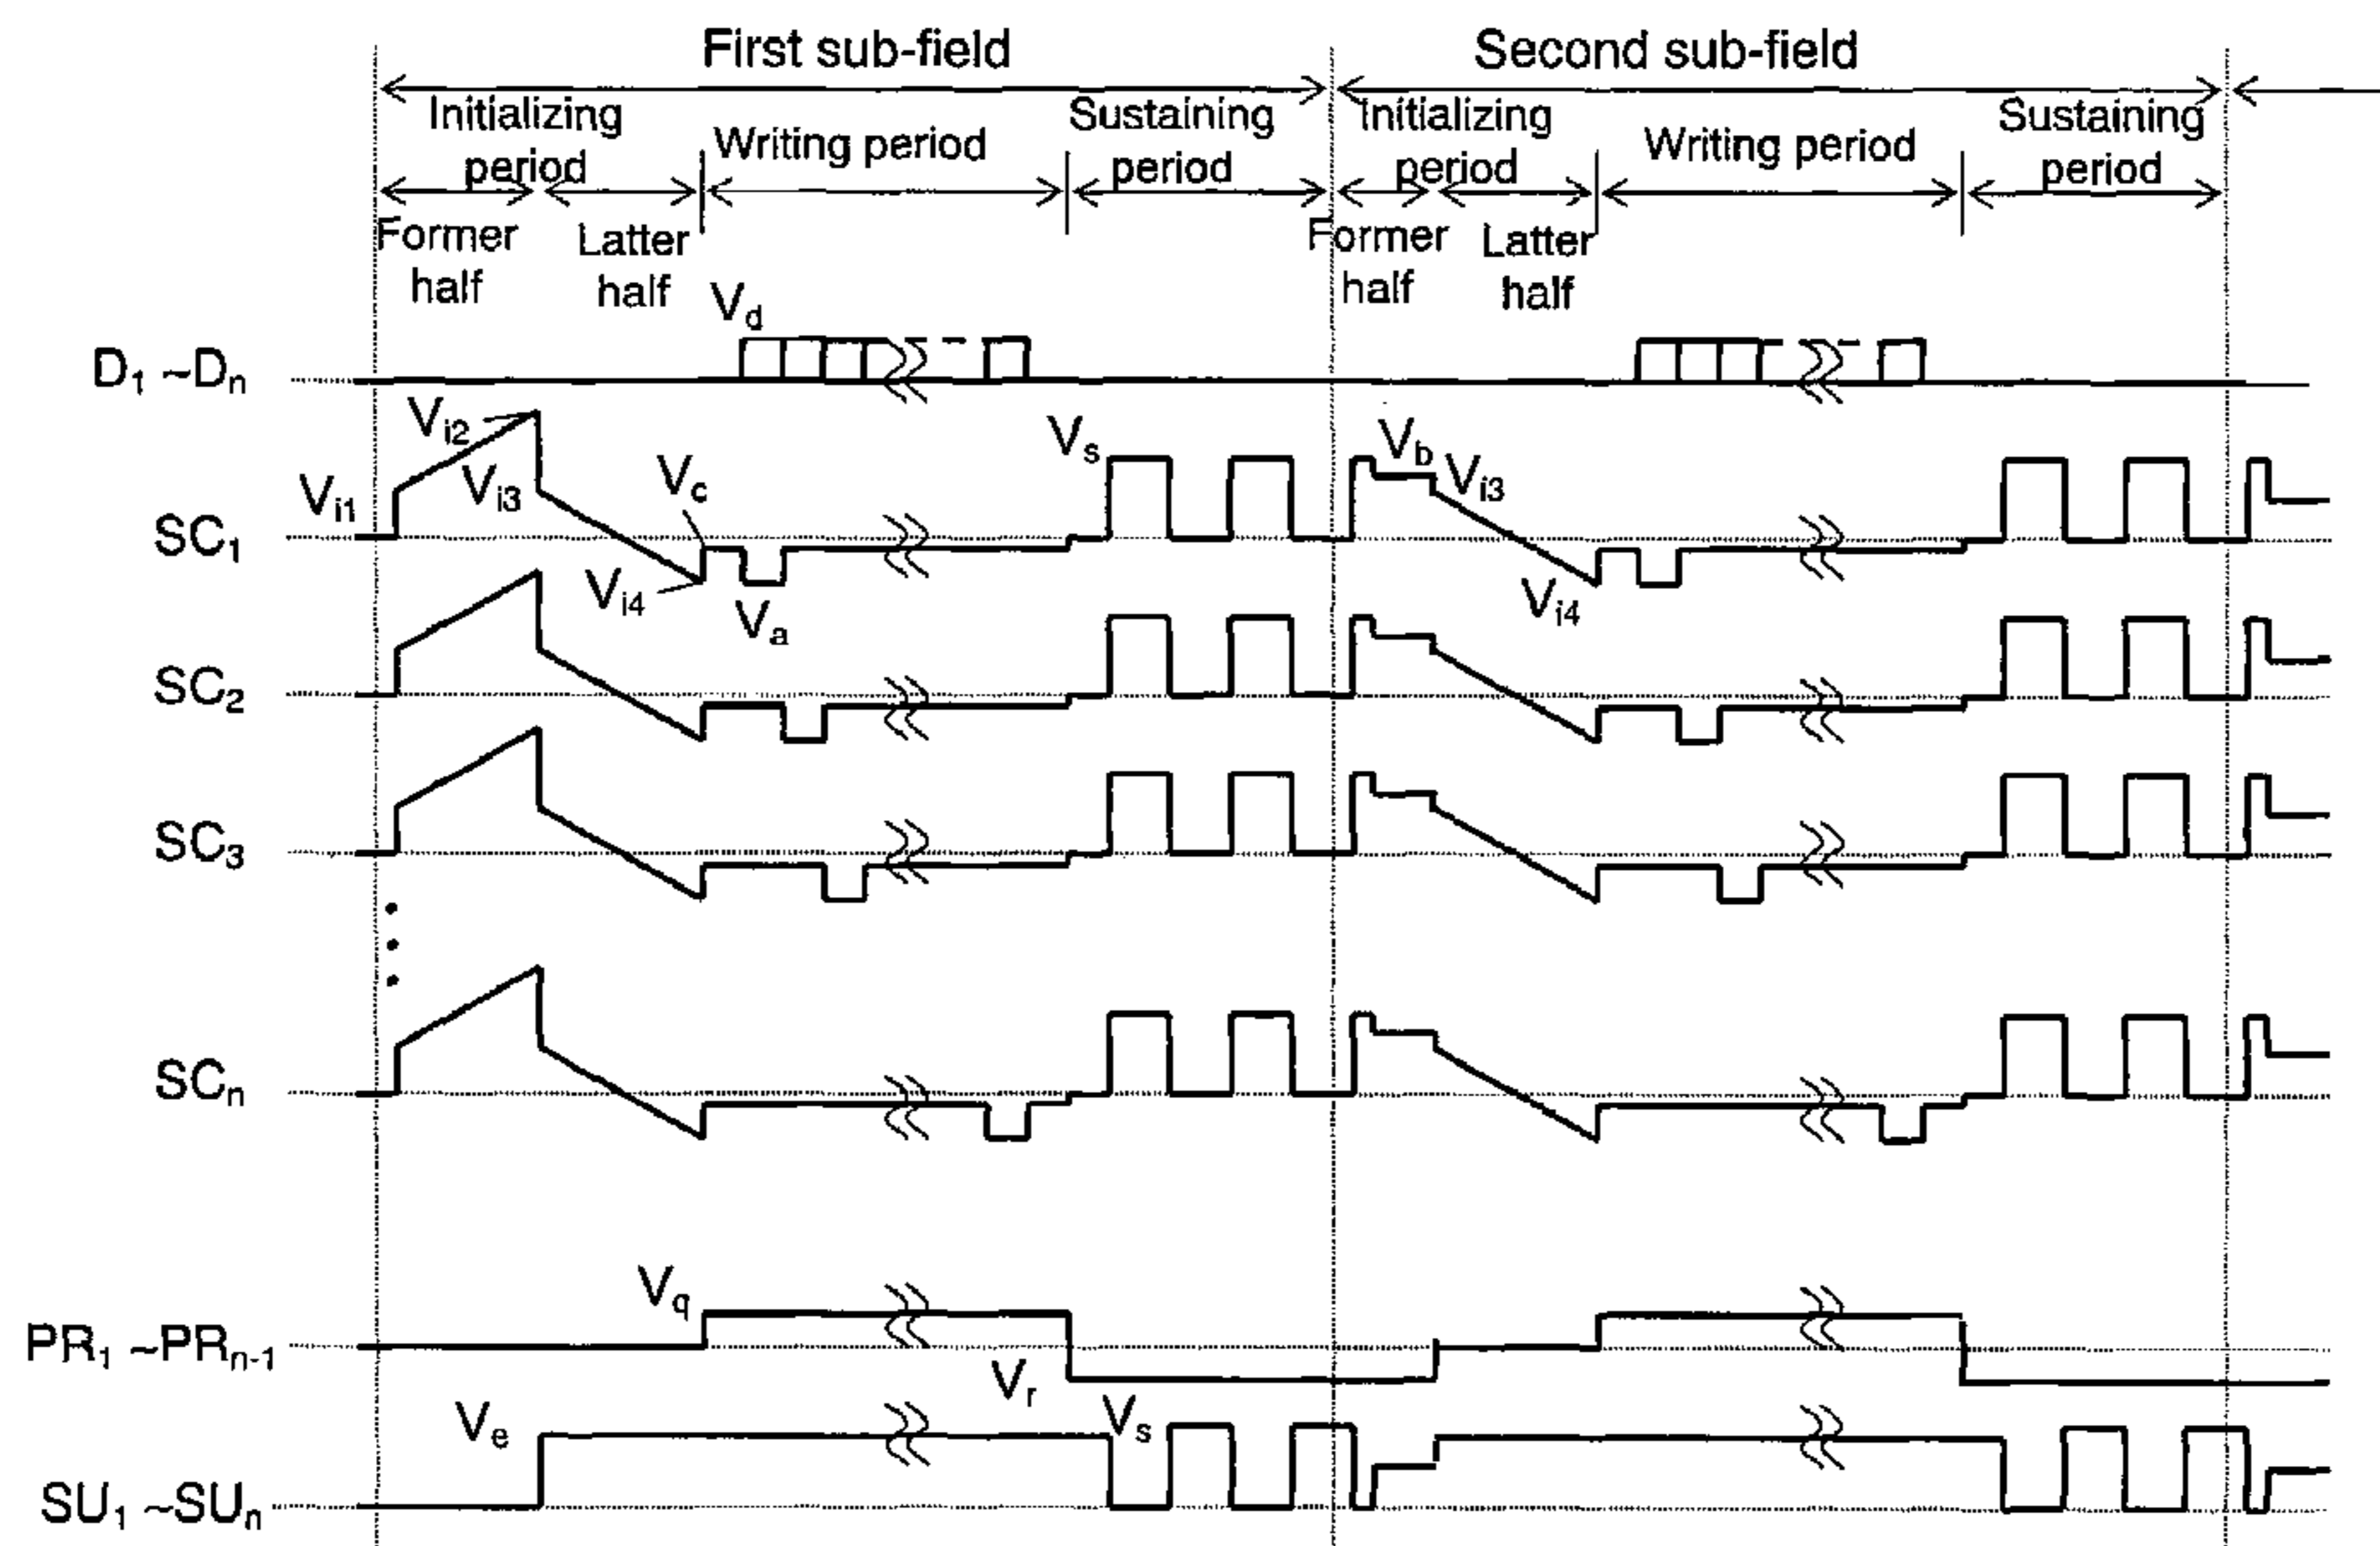 First sub-field Second sub-field
Initializing period Writing period Sustaining period Initializing period Writing period Sustaining period
Former half Latter half Former half Latter half
Vd
D1 ~Dn
Vi2 Vs Vb
Vi1 Vi3 Vc Vi3
SC1
Vi4 Va Vi4
SC2
SC3
SCn
Vq
PR1 ~PRn-1
Vr
Ve Vs
SU1 ~SUn